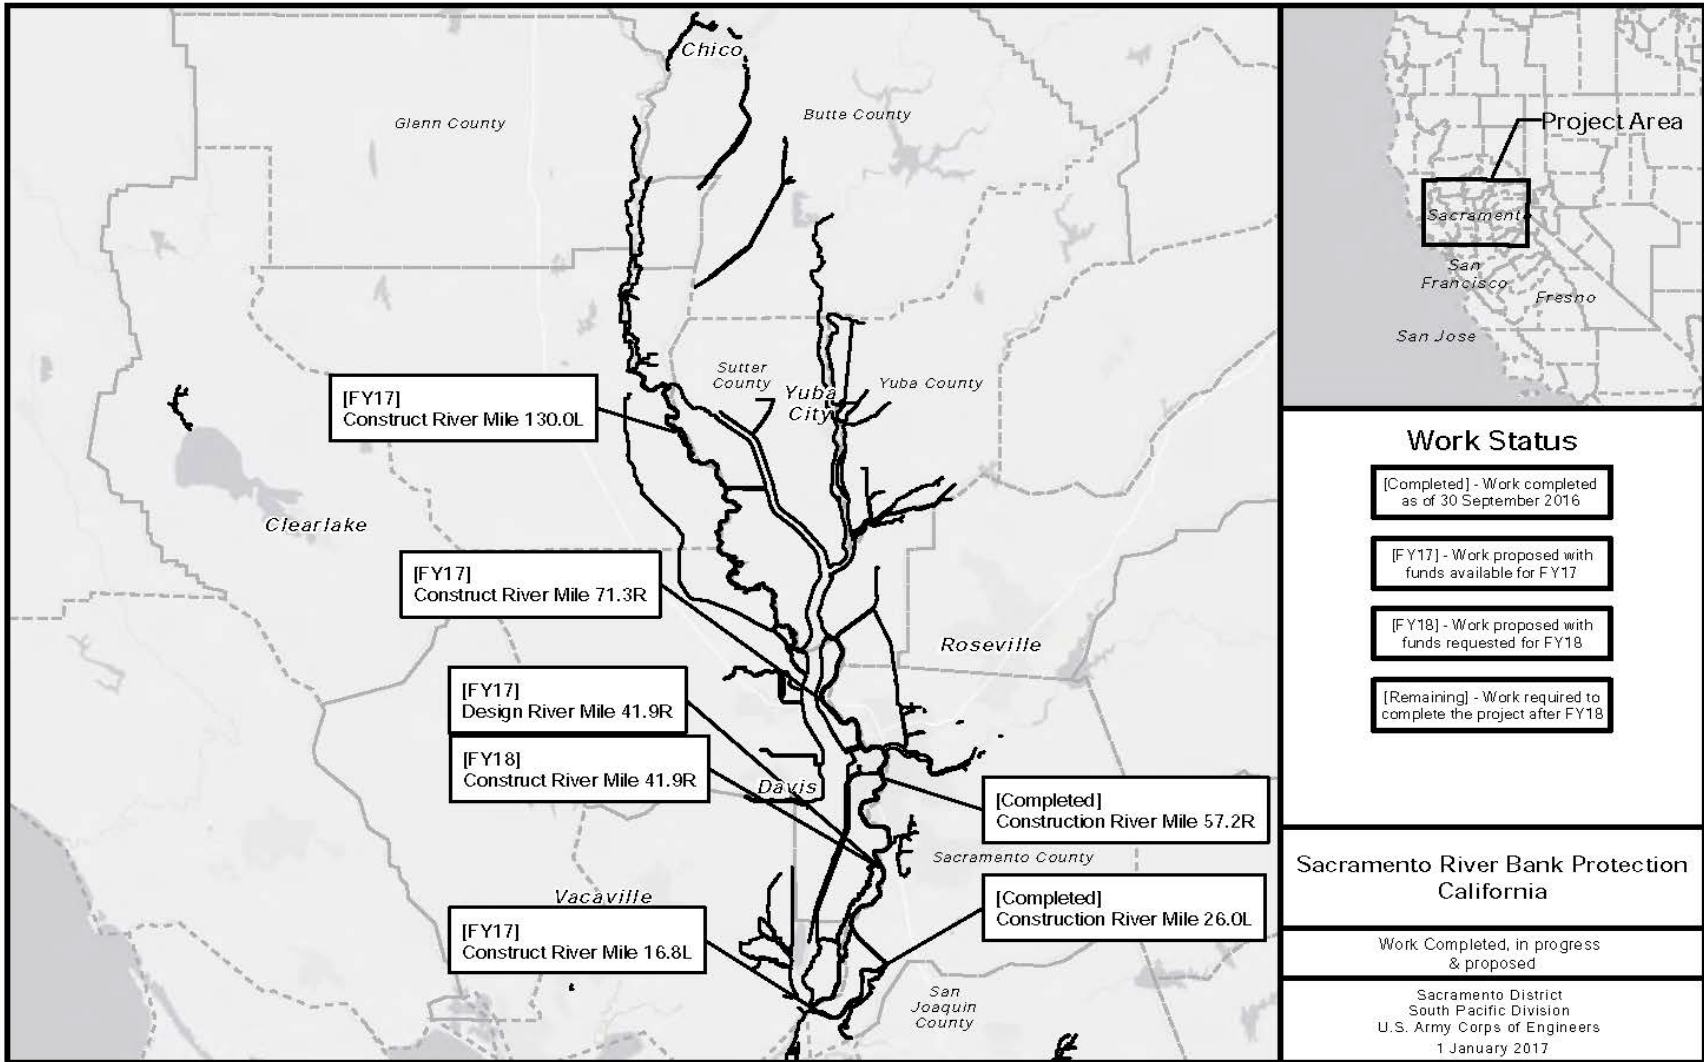 Chico
Glenn County
Butte County
Project Area
Sacramento
San
Francisco
Fresno
San Jose
Sutter
County
Yuba
City
Yuba County
[FY17]
Construct River Mile 130.0L
Clearlake
[FY17]
Construct River Mile 71.3R
Roseville
[FY17]
Design River Mile 41.9R
[FY18]
Construct River Mile 41.9R
Davis
[Completed]
Construction River Mile 57.2R
Sacramento County
Vacaville
[Completed]
Construction River Mile 26.0L
[FY17]
Construct River Mile 16.8L
San
Joaquin
County
Work Status
[Completed] - Work completed
as of 30 September 2016
[FY17] - Work proposed with
funds available for FY17
[FY18] - Work proposed with
funds requested for FY18
[Remaining] - Work required to
complete the project after FY18
Sacramento River Bank Protection
California
Work Completed, in progress
& proposed
Sacramento District
South Pacific Division
U.S. Army Corps of Engineers
1 January 2017